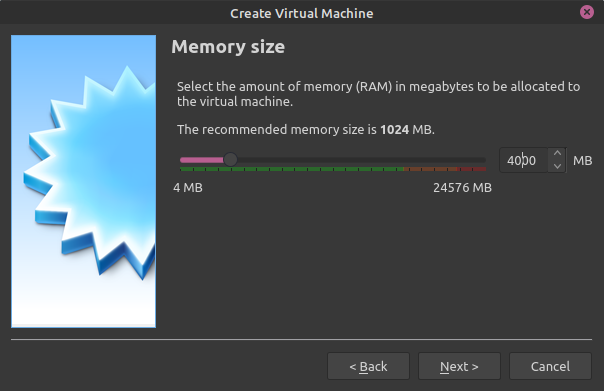 Create Virtual Machine
Memory size
Select the amount of memory (RAM) in megabytes to be allocated to
the virtual machine.
The recommended memory size is 1024 MB.
4000 MB
4 MB 24576 MB
< Back Next > Cancel